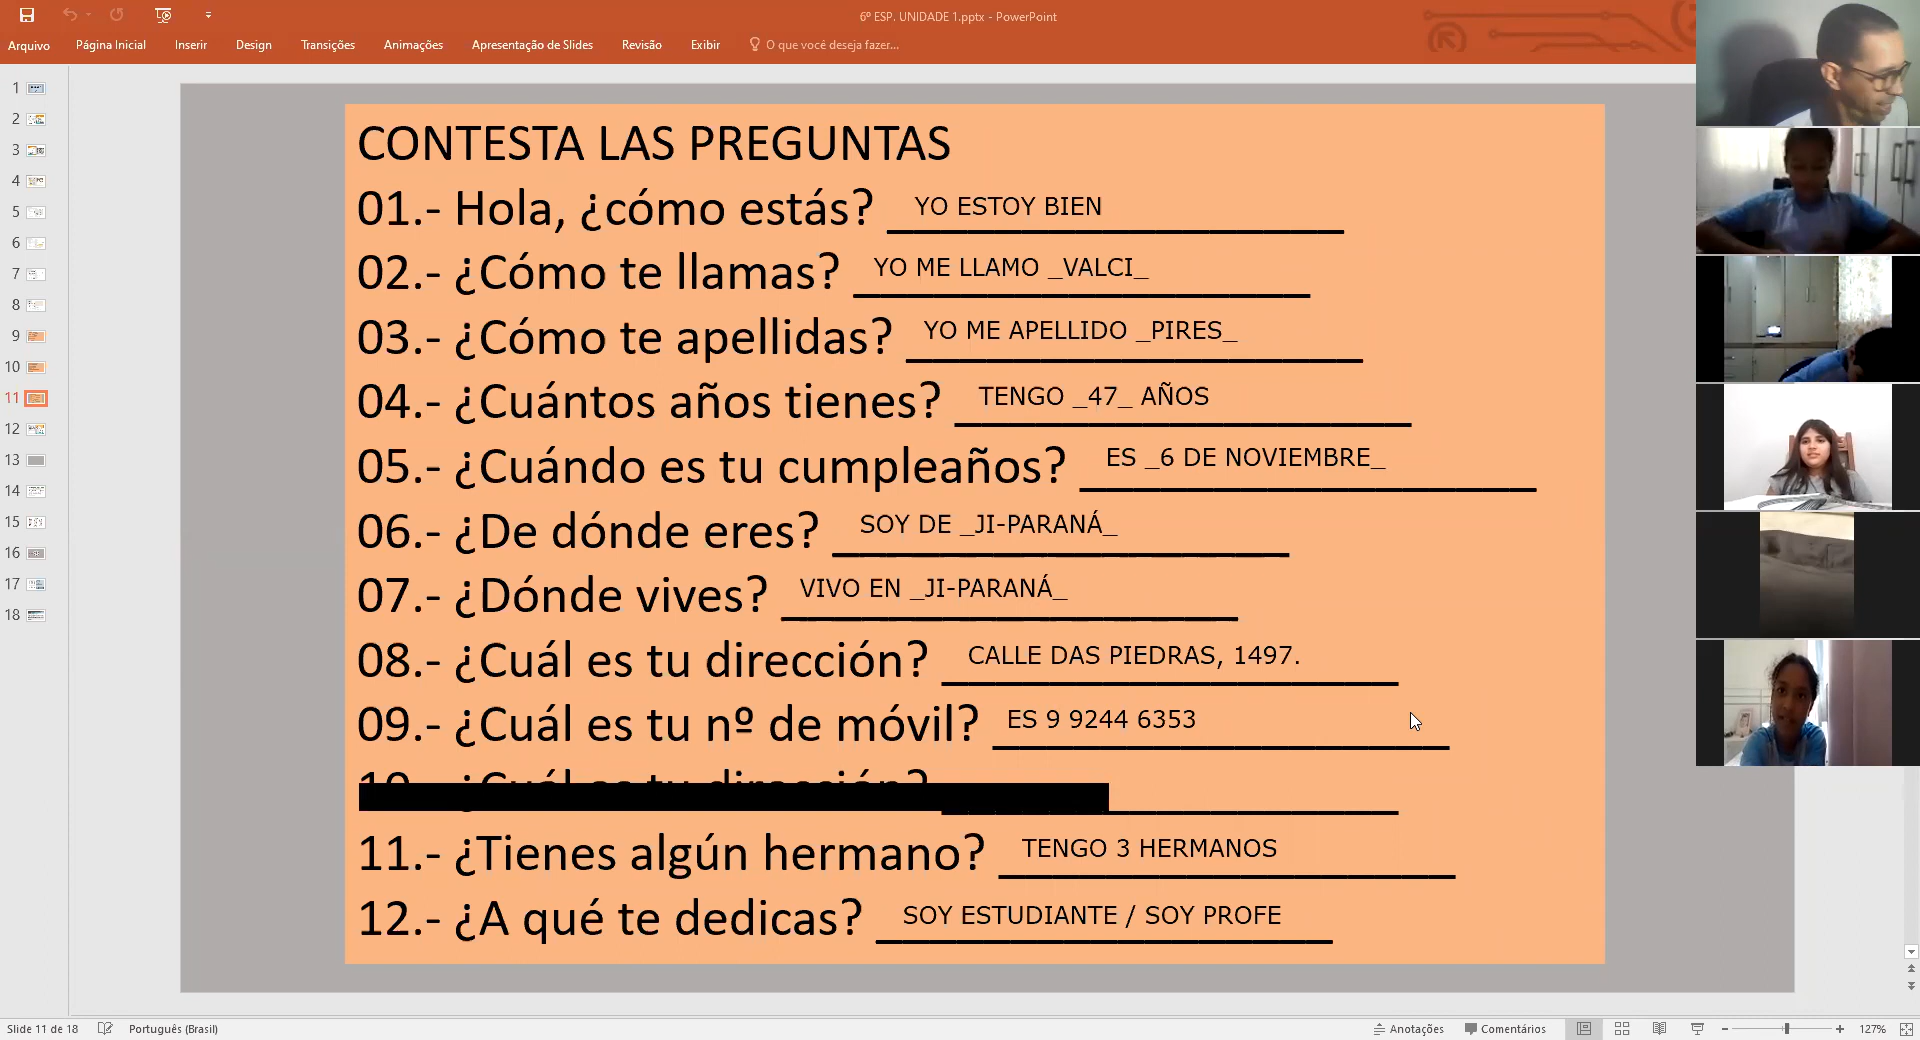 6º ESP. UNIDADE 1.pptx - PowerPoint
Arquivo Página Inicial Inserir Design Transições Animações Apresentação de Slides Revisão Exibir O que você deseja fazer...
1
2
3
4
5
6
7
8
9
10
11
12
13
14
15
16
17
18
CONTESTA LAS PREGUNTAS
01.- Hola, ¿cómo estás? YO ESTOY BIEN
02.- ¿Cómo te llamas? YO ME LLAMO _VALCI_
03.- ¿Cómo te apellidas? YO ME APELLIDO _PIRES_
04.- ¿Cuántos años tienes? TENGO _47_ AÑOS
05.- ¿Cuándo es tu cumpleaños? ES _6 DE NOVIEMBRE_
06.- ¿De dónde eres? SOY DE _JI-PARANÁ_
07.- ¿Dónde vives? VIVO EN _JI-PARANÁ_
08.- ¿Cuál es tu dirección? CALLE DAS PIEDRAS, 1497.
09.- ¿Cuál es tu nº de móvil? ES 9 9244 6353
10.- ¿Cuál es tu dirección?
11.- ¿Tienes algún hermano? TENGO 3 HERMANOS
12.- ¿A qué te dedicas? SOY ESTUDIANTE / SOY PROFE
Slide 11 de 18 Português (Brasil) Anotações Comentários 127%